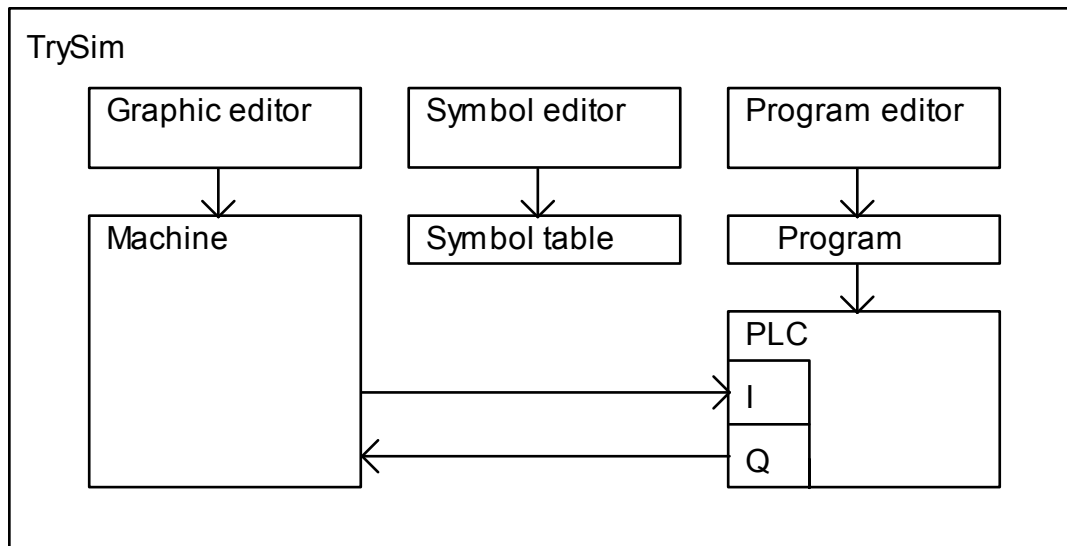 TrySim
Graphic editor
Symbol editor
Program editor
Machine
Symbol table
Program
PLC
I
Q